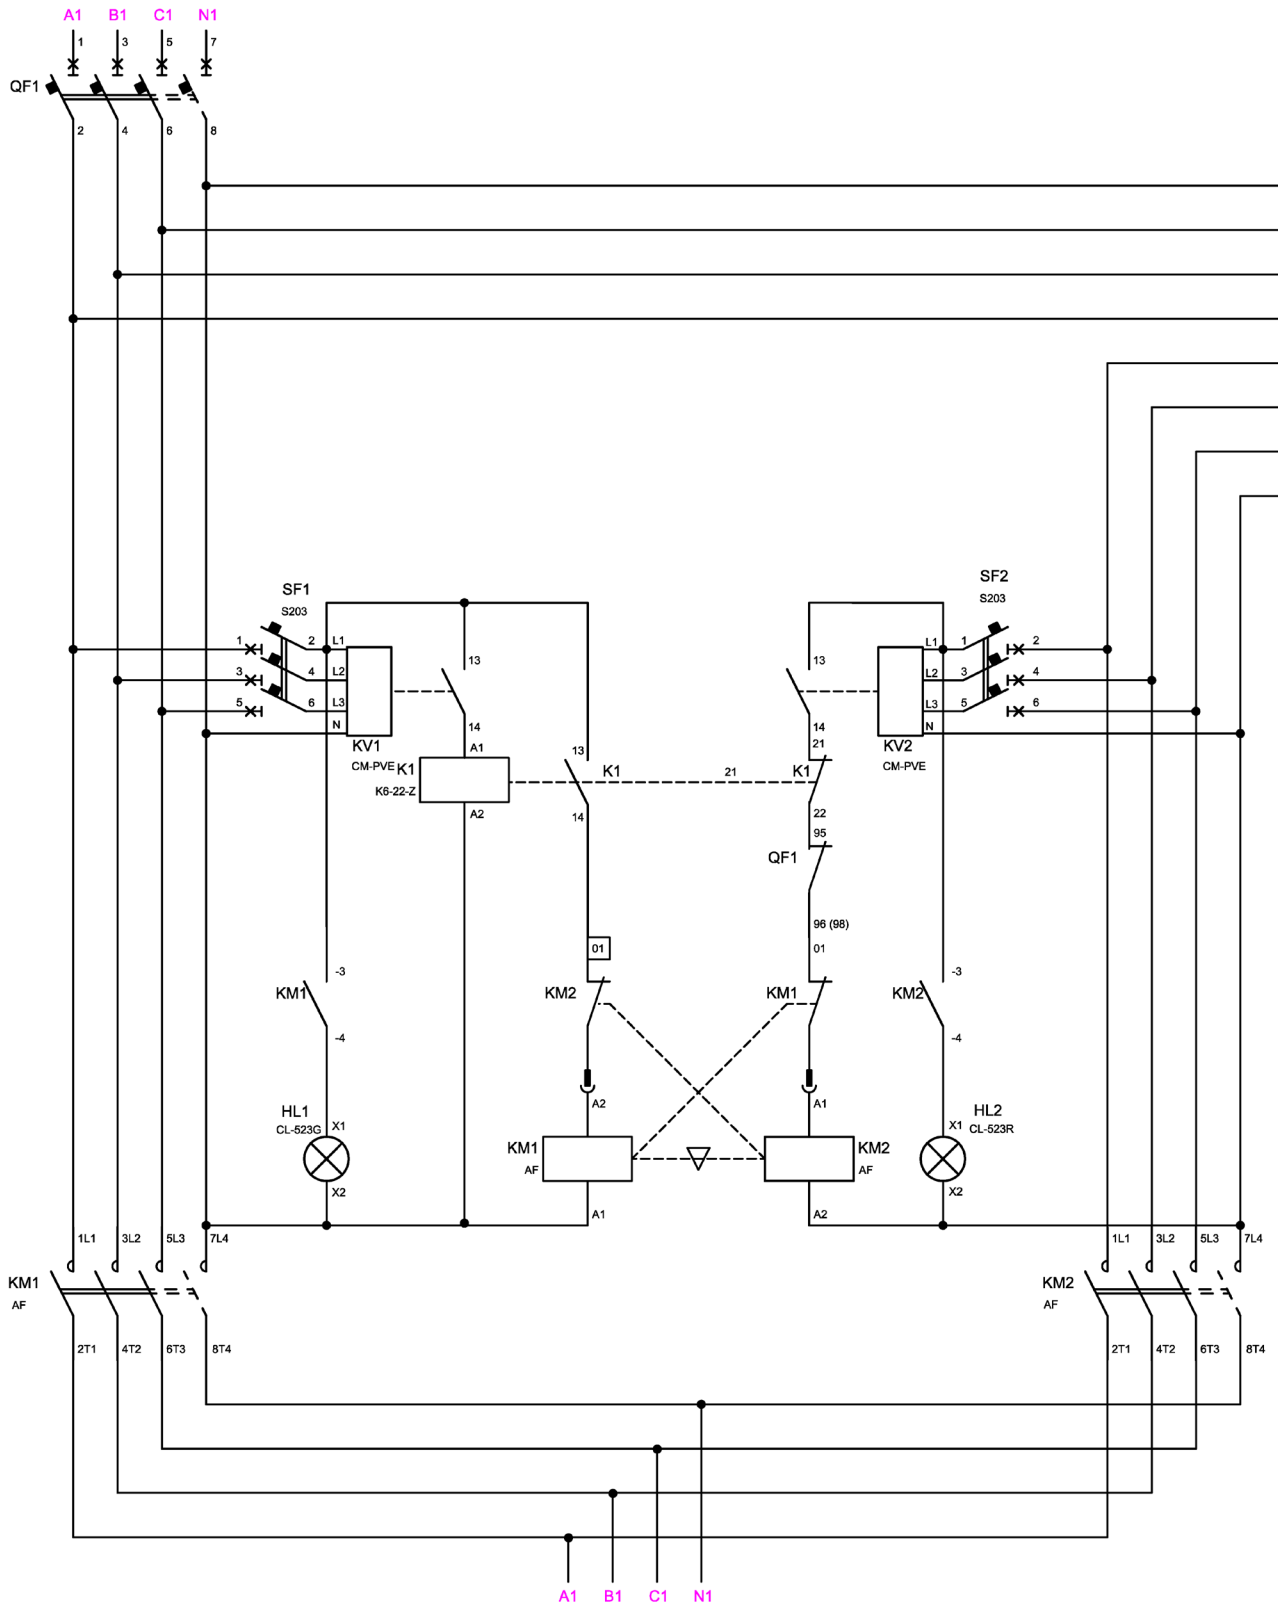 A1 B1 C1 N1
1 3 5 7
QF1
2 4 6 8
SF1 SF2
S203 S203
1 2 L1 L1 1 2
3 4 L2 13 13 L2 3 4
5 6 L3 L3 5 6
N 14 14 N
KV1 A1 13 21 KV2
CM-PVE K1 K1 21 K1 CM-PVE
K6-22-Z
A2 14 22
95
QF1
96 (98)
01 01
-3 -3
KM1 KM2 KM1 KM2
-4 -4
HL1 A2 A1 HL2
CL-523G X1 X1 CL-523R
KM1 KM2
AF AF
X2 X2
A1 A2
1L1 3L2 5L3 7L4 1L1 3L2 5L3 7L4
KM1 KM2
AF AF
2T1 4T2 6T3 8T4 2T1 4T2 6T3 8T4
A1 B1 C1 N1